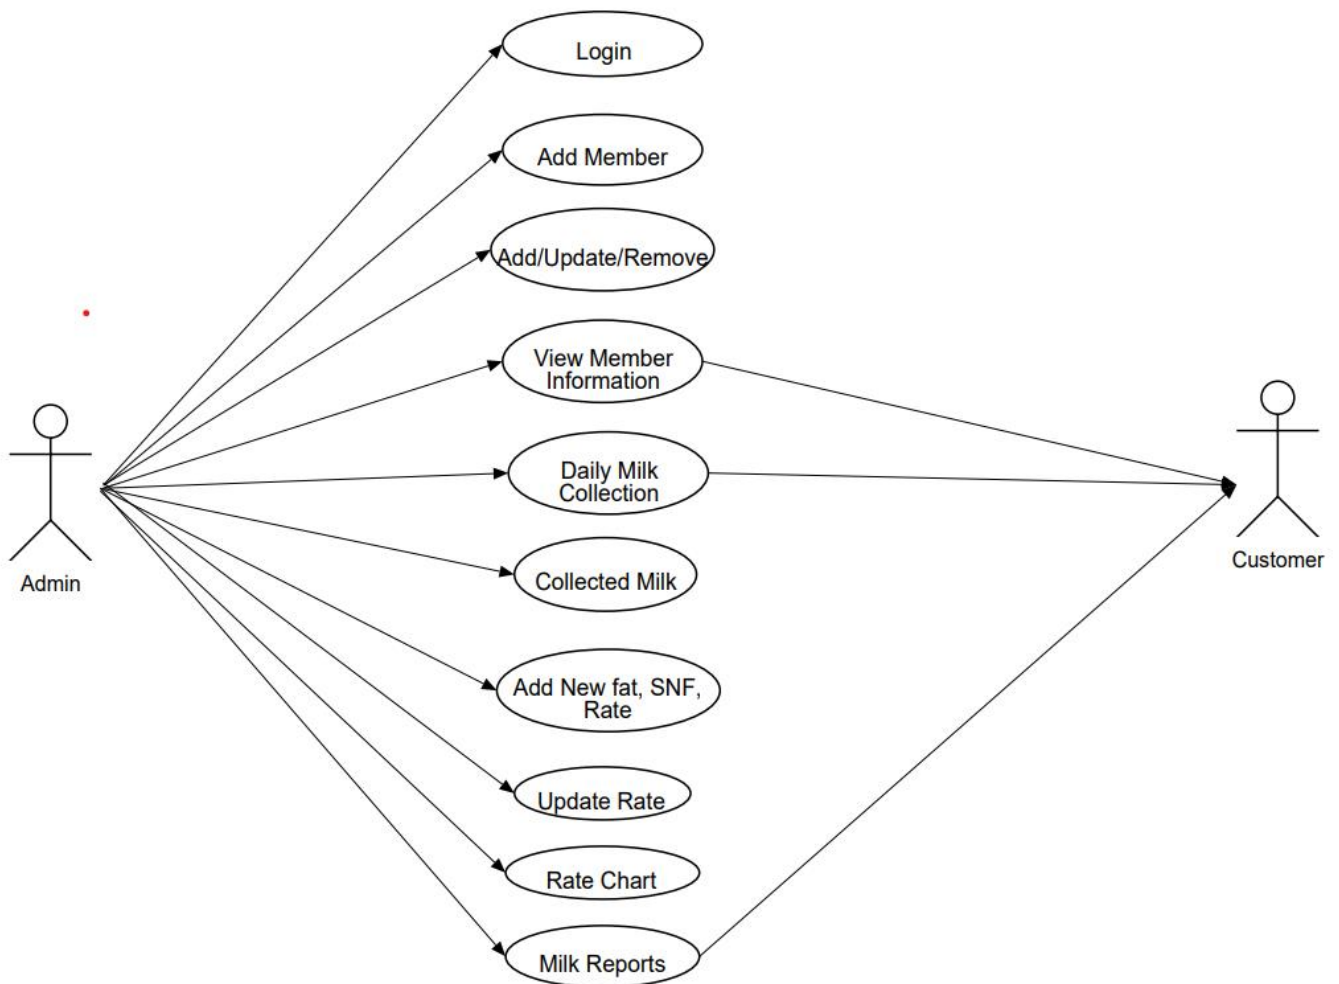 Login
Add Member
Add/Update/Remove
View Member
Information
Daily Milk
Collection
Collected Milk
Add New fat, SNF,
Rate
Update Rate
Rate Chart
Milk Reports
Admin
Customer